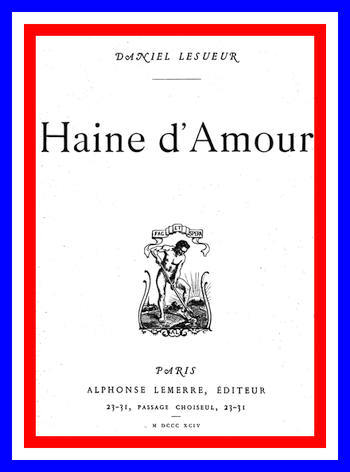 DANIEL LESUEUR
Haine d'Amour
FAC ET SPERA
AL
PARIS
ALPHONSE LEMERRE, ÉDITEUR
23-31, PASSAGE CHOISEUL, 23-31
M DCCC XCIV